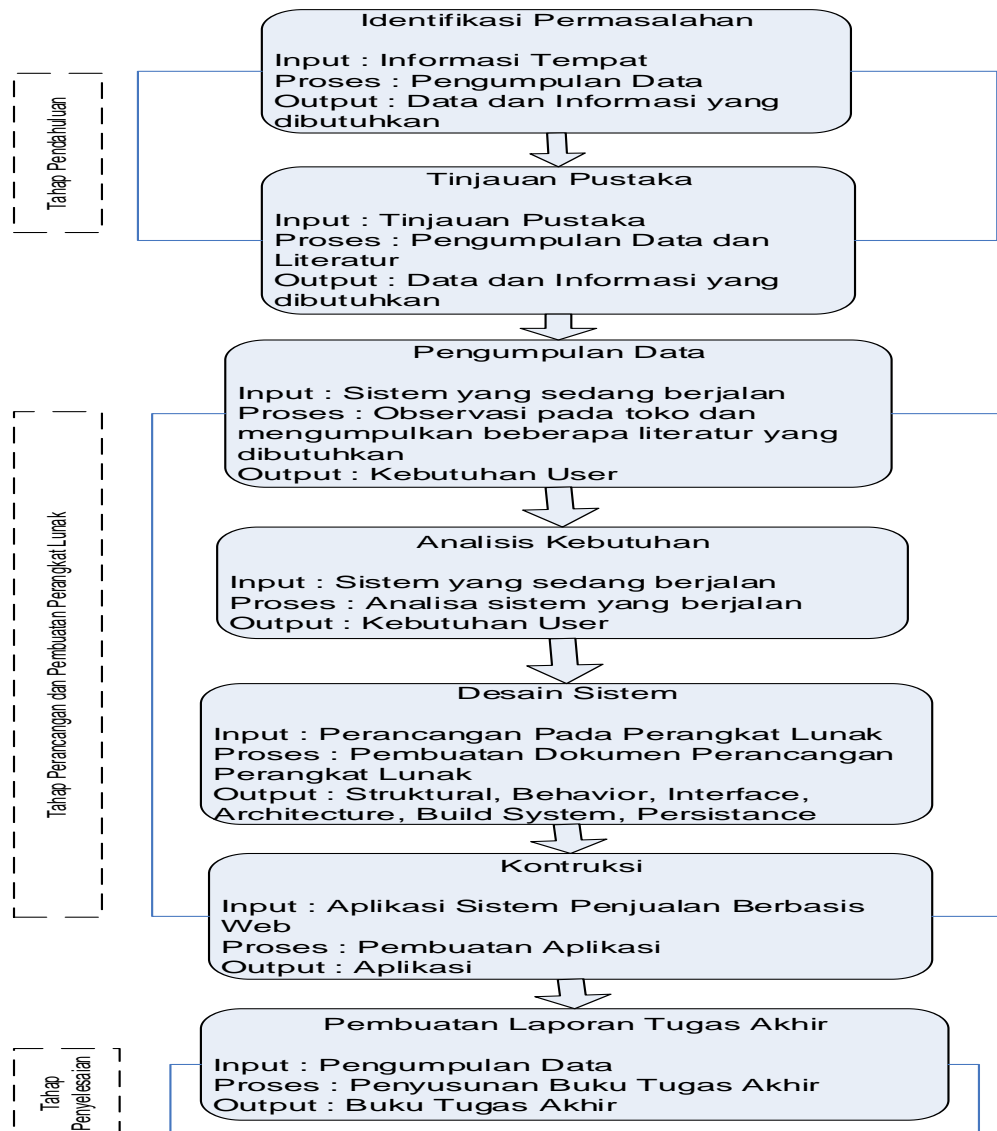 Identifikasi Permasalahan
Input : Informasi Tempat
Proses : Pengumpulan Data
Output : Data dan Informasi yang
dibutuhkan
Tahap Pendahuluan
Tinjauan Pustaka
Input : Tinjauan Pustaka
Proses : Pengumpulan Data dan
Literatur
Output : Data dan Informasi yang
dibutuhkan
Pengumpulan Data
Input : Sistem yang sedang berjalan
Proses : Observasi pada toko dan
mengumpulkan beberapa literatur yang
dibutuhkan
Output : Kebutuhan User
Tahap Perancangan dan Pembuatan Perangkat Lunak
Analisis Kebutuhan
Input : Sistem yang sedang berjalan
Proses : Analisa sistem yang berjalan
Output : Kebutuhan User
Desain Sistem
Input : Perancangan Pada Perangkat Lunak
Proses : Pembuatan Dokumen Perancangan
Perangkat Lunak
Output : Struktural, Behavior, Interface,
Architecture, Build System, Persistance
Kontruksi
Input : Aplikasi Sistem Penjualan Berbasis
Web
Proses : Pembuatan Aplikasi
Output : Aplikasi
Pembuatan Laporan Tugas Akhir
Input : Pengumpulan Data
Proses : Penyusunan Buku Tugas Akhir
Output : Buku Tugas Akhir
Tahap
Penyelesaian